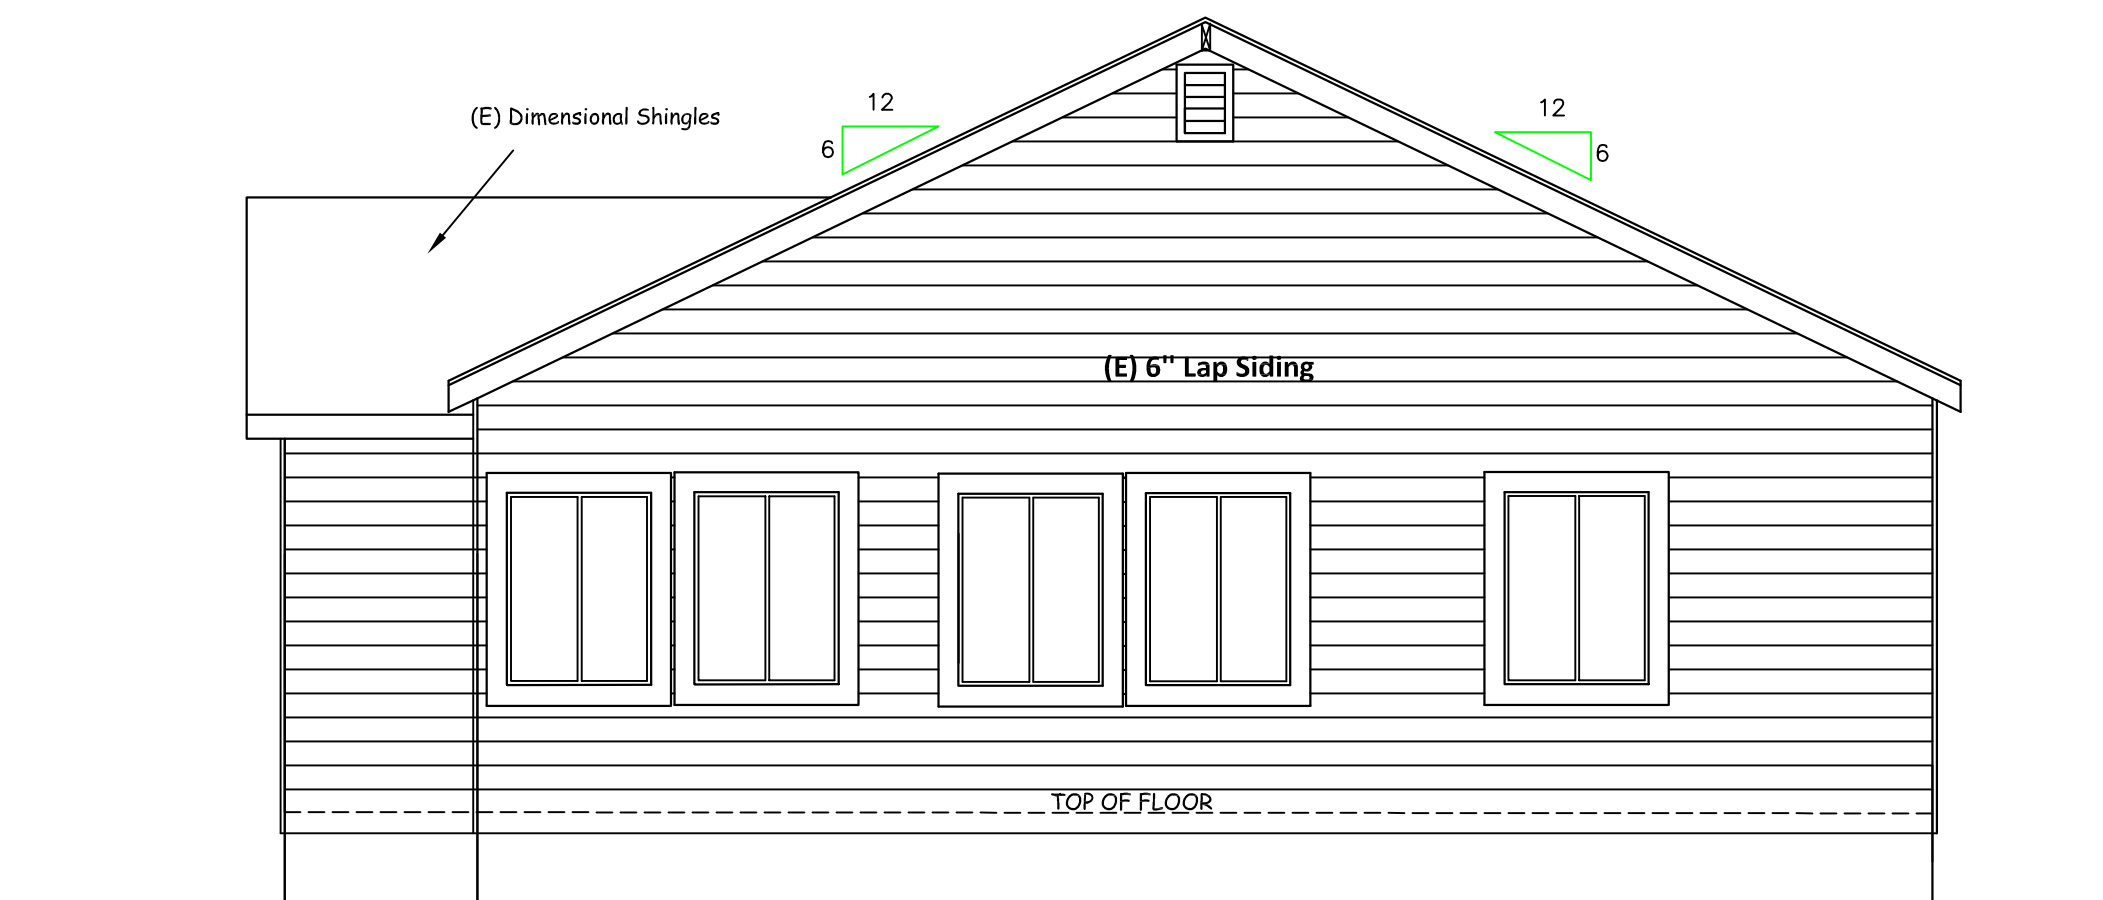 12
12
(E) Dimensional Shingles
6
6
(E) 6" Lap Siding
TOP OF FLOOR